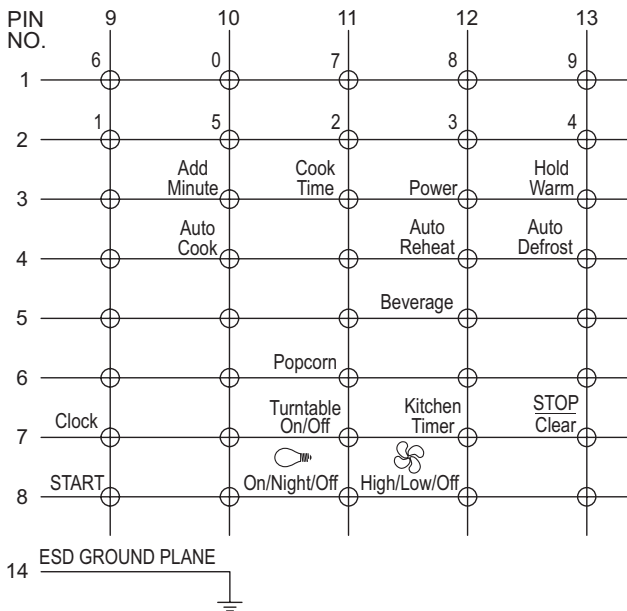 PIN NO. 9 10 11 12 13
6 0 7 8 9
1
1 5 2 3 4
2
Add Minute Cook Time Power Hold Warm
3
Auto Cook Auto Reheat Auto Defrost
4
Beverage
5
Popcorn
6
Clock Turntable On/Off Kitchen Timer STOP Clear
7
START On/Night/Off High/Low/Off
8
ESD GROUND PLANE
14